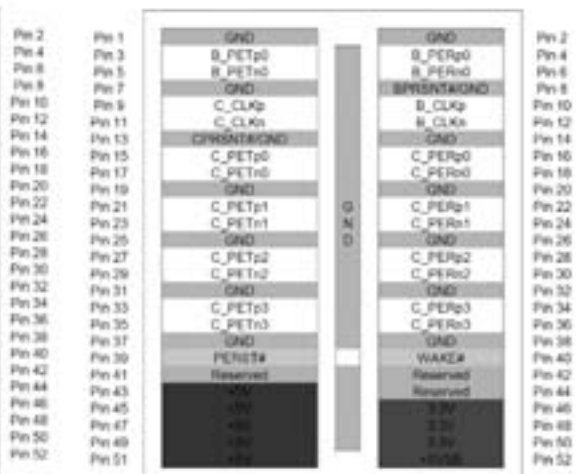 Pin 2 Pin 1 GND GND Pin 2
Pin 4 Pin 3 B_PETp0 B_PERp0 Pin 4
Pin 6 Pin 5 B_PETn0 B_PERn0 Pin 6
Pin 8 Pin 7 GND BPRSNT#/GND Pin 8
Pin 10 Pin 9 C_CLKp B_CLKp Pin 10
Pin 12 Pin 11 C_CLKn B_CLKn Pin 12
Pin 14 Pin 13 CPRSNT#/GND GND Pin 14
Pin 16 Pin 15 C_PETp0 C_PERp0 Pin 16
Pin 18 Pin 17 C_PETn0 C_PERn0 Pin 18
Pin 20 Pin 19 GND GND Pin 20
Pin 22 Pin 21 C_PETp1 GND C_PERp1 Pin 22
Pin 24 Pin 23 C_PETn1 C_PERn1 Pin 24
Pin 26 Pin 25 GND GND Pin 26
Pin 28 Pin 27 C_PETp2 C_PERp2 Pin 28
Pin 30 Pin 29 C_PETn2 C_PERn2 Pin 30
Pin 32 Pin 31 GND GND Pin 32
Pin 34 Pin 33 C_PETp3 C_PERp3 Pin 34
Pin 36 Pin 35 C_PETn3 C_PERn3 Pin 36
Pin 38 Pin 37 GND GND Pin 38
Pin 40 Pin 39 PERST# WAKE# Pin 40
Pin 42 Pin 41 Reserved Reserved Pin 42
Pin 44 Pin 43 +5V Reserved Pin 44
Pin 46 Pin 45 +5V 3.3V Pin 46
Pin 48 Pin 47 +5V 3.3V Pin 48
Pin 50 Pin 49 +5V 3.3V Pin 50
Pin 52 Pin 51 +5V Pin 52